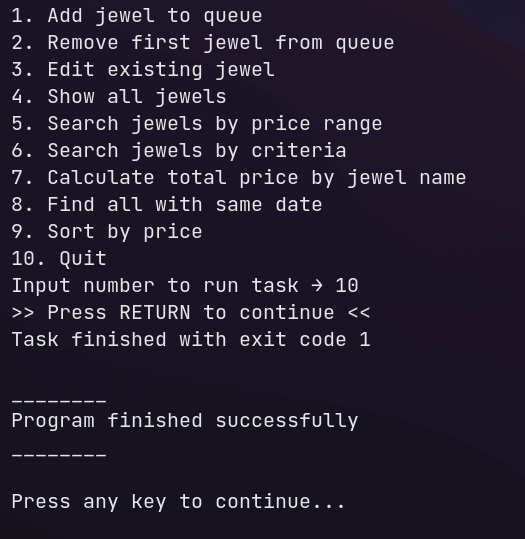 1. Add jewel to queue
2. Remove first jewel from queue
3. Edit existing jewel
4. Show all jewels
5. Search jewels by price range
6. Search jewels by criteria
7. Calculate total price by jewel name
8. Find all with same date
9. Sort by price
10. Quit
Input number to run task → 10
>> Press RETURN to continue <<
Task finished with exit code 1
________
Program finished successfully
________
Press any key to continue...